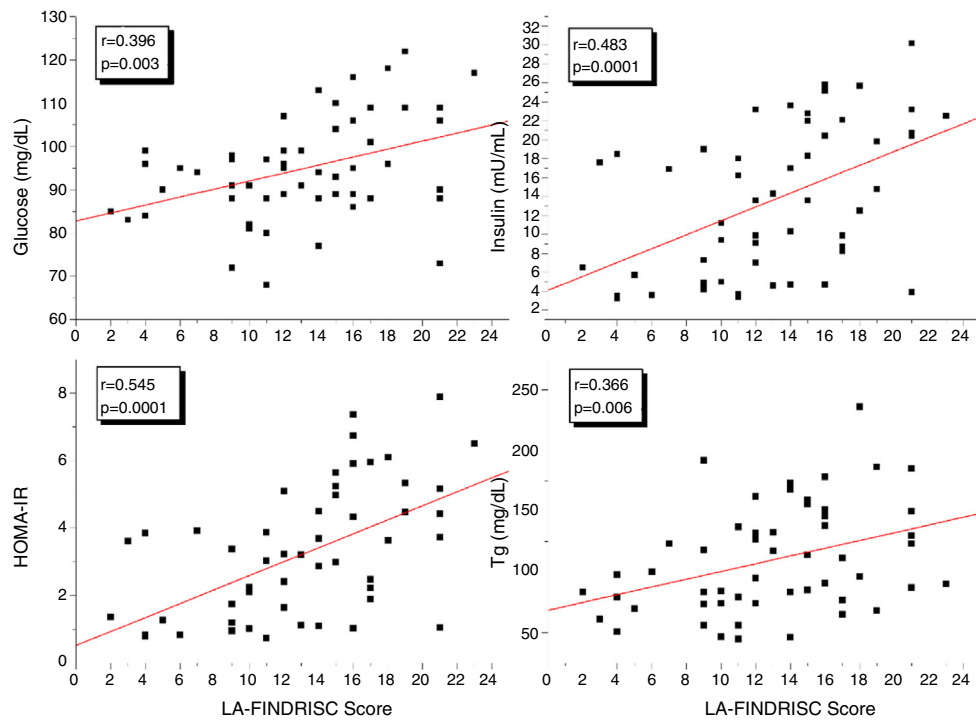 r=0.396
p=0.003
Glucose (mg/dL)
130
120
110
100
90
80
70
60
0 2 4 6 8 10 12 14 16 18 20 22 24
r=0.483
p=0.0001
Insulin (mU/mL)
33
30
28
26
24
22
20
18
16
14
12
10
8
6
4
2
0 2 4 6 8 10 12 14 16 18 20 22 24
r=0.545
p=0.0001
HOMA-IR
8
6
4
2
0
0 2 4 6 8 10 12 14 16 18 20 22 24
LA-FINDRISC Score
r=0.366
p=0.006
Tg (mg/dL)
250
200
150
100
50
0 2 4 6 8 10 12 14 16 18 20 22 24
LA-FINDRISC Score